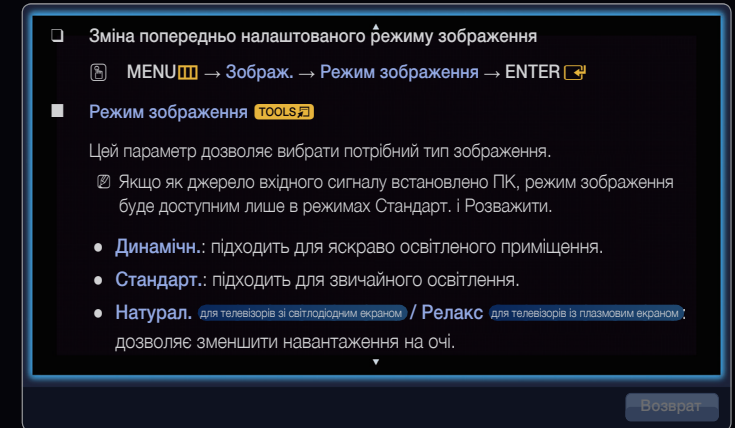 Зміна попередньо налаштованого режиму зображення
MENU → Зображ. → Режим зображення → ENTER
Режим зображення TOOLS
Цей параметр дозволяє вибрати потрібний тип зображення.
Якщо як джерело вхідного сигналу встановлено ПК, режим зображення
буде доступним лише в режимах Стандарт. і Розважити.
● Динамічн.: підходить для яскраво освітленого приміщення.
● Стандарт.: підходить для звичайного освітлення.
● Натурал. для телевізорів зі світлодіодним екраном / Релакс для телевізорів із плазмовим екраном:
дозволяє зменшити навантаження на очі.
Возврат